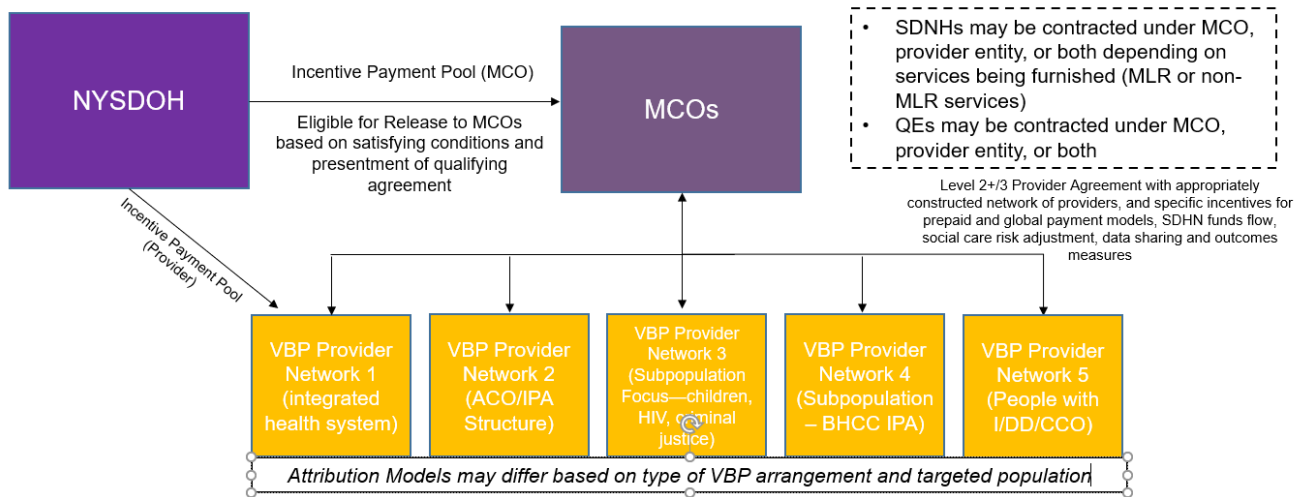 NYSDOH
Incentive Payment Pool (MCO)
Eligible for Release to MCOs
based on satisfying conditions and
presentment of qualifying
agreement
MCOs
• SDNHs may be contracted under MCO,
provider entity, or both depending on
services being furnished (MLR or non-
MLR services)
• QEs may be contracted under MCO,
provider entity, or both
Level 2+/3 Provider Agreement with appropriately
constructed network of providers, and specific incentives for
prepaid and global payment models, SDHN funds flow,
social care risk adjustment, data sharing and outcomes
measures
Incentive Payment Pool
(Provider)
VBP Provider
Network 1
(integrated
health system)
VBP Provider
Network 2
(ACO/IPA
Structure)
VBP Provider
Network 3
(Subpopulation
Focus—children,
HIV, criminal
justice)
VBP Provider
Network 4
(Subpopulation
– BHCC IPA)
VBP Provider
Network 5
(People with
I/DD/CCO)
Attribution Models may differ based on type of VBP arrangement and targeted population